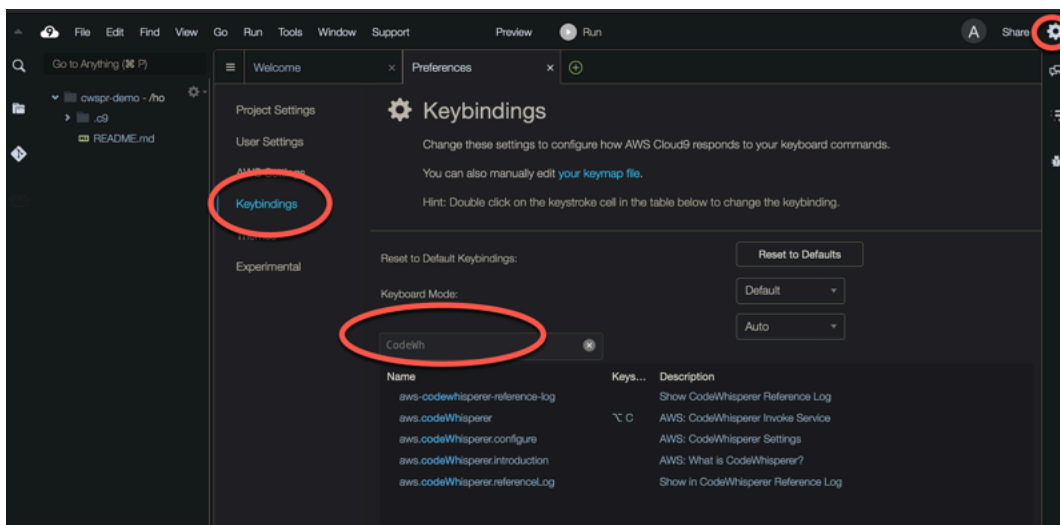 File Edit Find View Go Run Tools Window Support Preview Run A Share
Go to Anything (⌘ P)
Welcome
Preferences
cwspr-demo - /ho
.c9
README.md
Project Settings
User Settings
AWS Settings
Keybindings
Themes
Experimental
Keybindings
Change these settings to configure how AWS Cloud9 responds to your keyboard commands.
You can also manually edit your keymap file.
Hint: Double click on the keystroke cell in the table below to change the keybinding.
Reset to Default Keybindings:
Reset to Defaults
Keyboard Mode:
Default
Auto
CodeWh
Name Keys... Description
aws-codewhisperer-reference-log Show CodeWhisperer Reference Log
aws.codeWhisperer ⌥ C AWS: CodeWhisperer Invoke Service
aws.codeWhisperer.configure AWS: CodeWhisperer Settings
aws.codeWhisperer.introduction AWS: What is CodeWhisperer?
aws.codeWhisperer.referenceLog Show in CodeWhisperer Reference Log